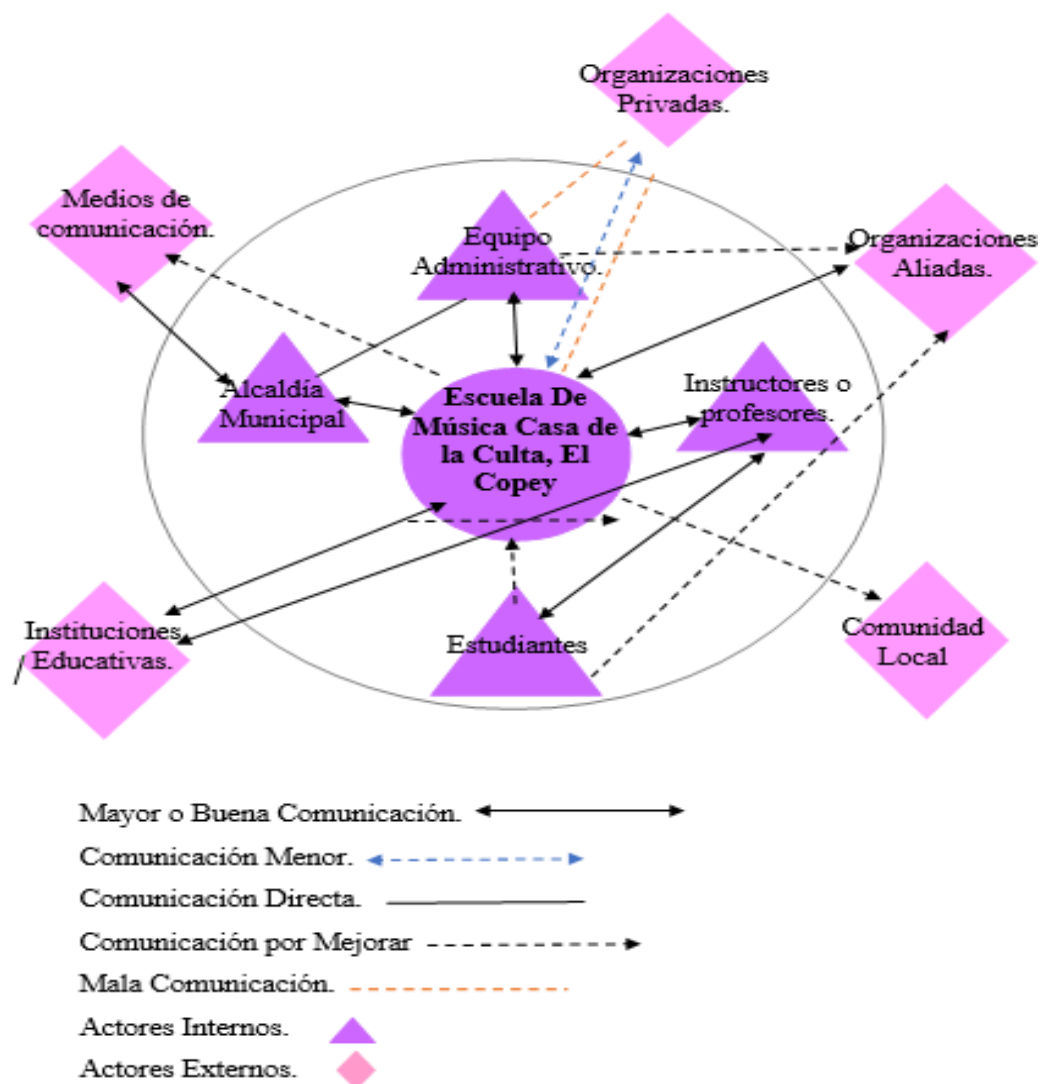 Organizaciones
Privadas.
Medios de
comunicación.
Equipo
Administrativo.
Organizaciones
Aliadas.
Alcaldía
Municipal
Escuela De
Música Casa de
la Culta, El
Copey
Instructores o
profesores.
Instituciones
Educativas.
Estudiantes
Comunidad
Local
Mayor o Buena Comunicación.
Comunicación Menor.
Comunicación Directa.
Comunicación por Mejorar
Mala Comunicación.
Actores Internos.
Actores Externos.